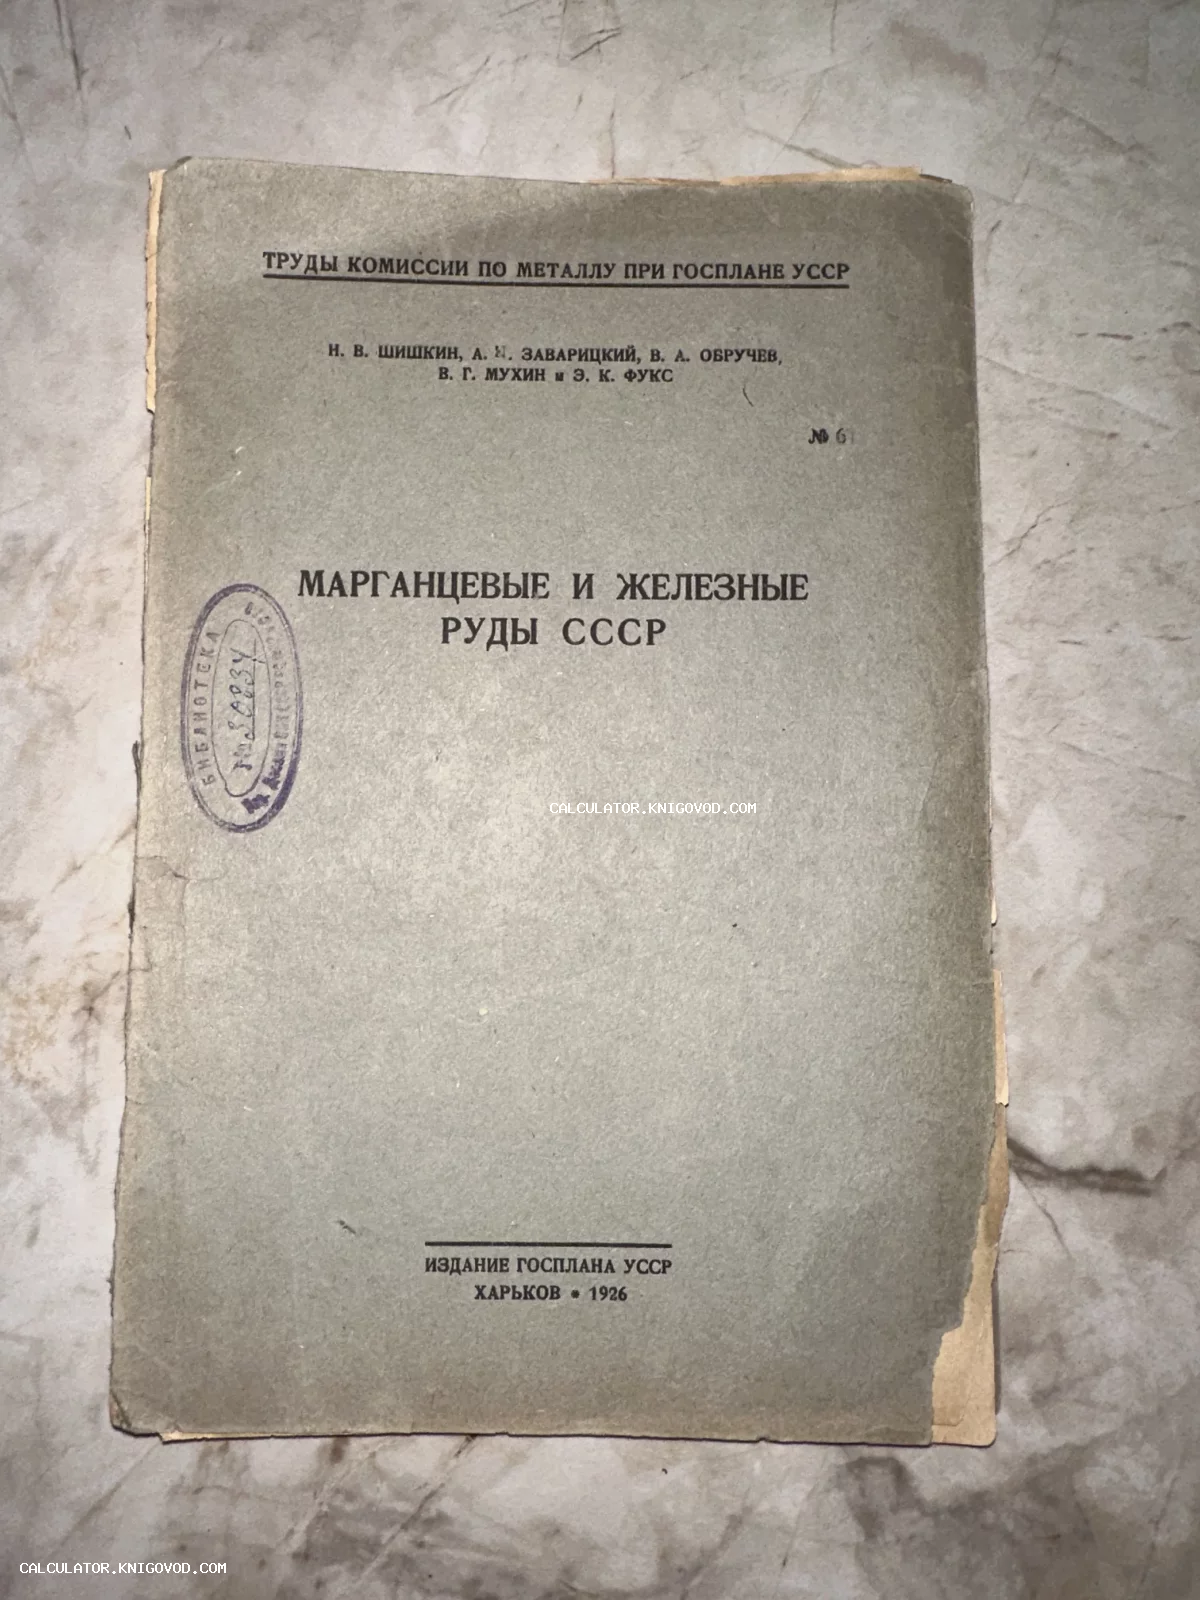 ТРУДЫ КОМИССИИ ПО МЕТАЛЛУ ПРИ ГОСПЛАНЕ УССР
Н. В. ШИШКИН, А. Н. ЗАВАРИЦКИЙ, В. А. ОБРУЧЕВ,
В. Г. МУХИН и Э. К. ФУКС
№ 6
МАРГАНЦЕВЫЕ И ЖЕЛЕЗНЫЕ
РУДЫ СССР
БИБЛИОТЕКА
CALCULATOR.KNIGOVOD.COM
ИЗДАНИЕ ГОСПЛАНА УССР
ХАРЬКОВ * 1926
CALCULATOR.KNIGOVOD.COM